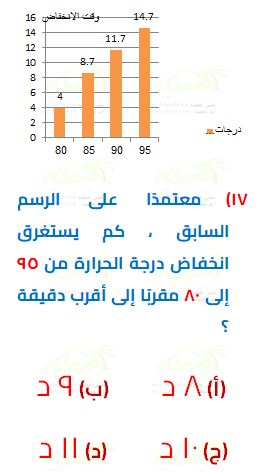 وقت الانخفاض
16
14
12
10
8
6
4
2
0
4
8.7
11.7
14.7
80 85 90 95
درجات
١٧) معتمدًا على الرسم
السابق ، كم يستغرق
انخفاض درجة الحرارة من ٩٥
إلى ٨٠ مقربًا إلى أقرب دقيقة
؟
(أ) ٨ د (ب) ٩ د
(ج) ١٠ د (د) ١١ د